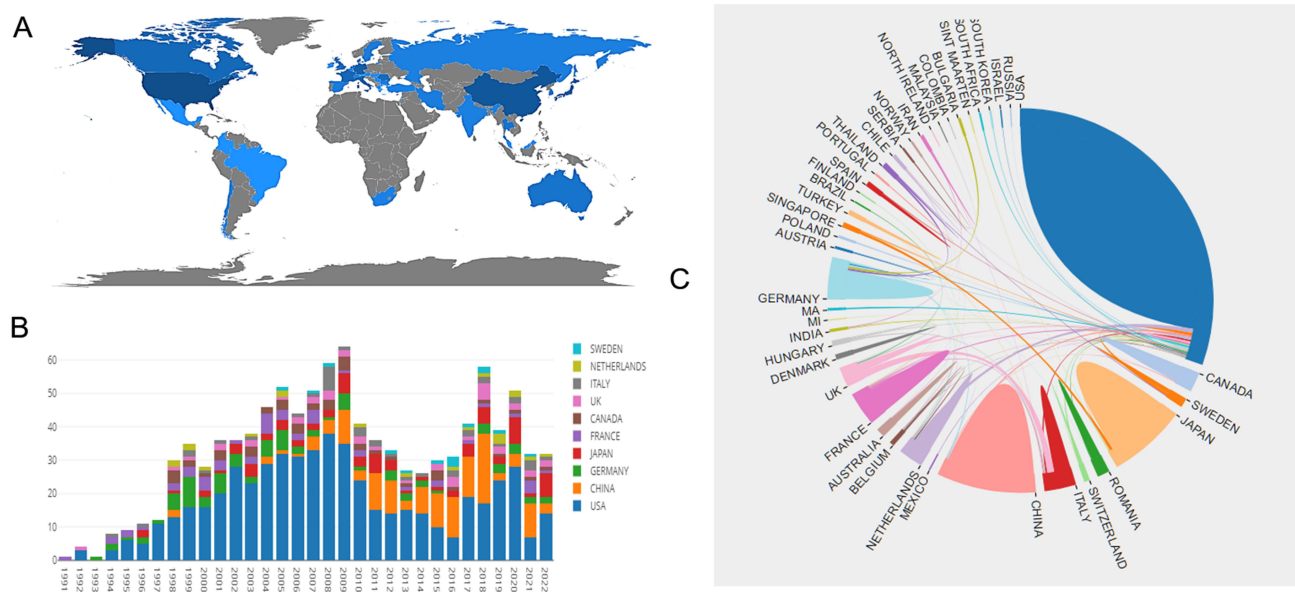 A
B
C
60
50
40
30
20
10
0
1991
1992
1993
1994
1995
1996
1997
1998
1999
2000
2001
2002
2003
2004
2005
2006
2007
2008
2009
2010
2011
2012
2013
2014
2015
2016
2017
2018
2019
2020
2021
2022
SWEDEN
NETHERLANDS
ITALY
UK
CANADA
FRANCE
JAPAN
GERMANY
CHINA
USA
USA
RUSSIA
ISRAEL
SOUTH KOREA
SOUTH AFRICA
SINT MAARTEN
BULGARIA
COLOMBIA
MALAYSIA
NORTH IRELAND
IRAN
NORWAY
SERBIA
CHILE
THAILAND
PORTUGAL
SPAIN
FINLAND
BRAZIL
TURKEY
SINGAPORE
POLAND
AUSTRIA
GERMANY
MA
MI
INDIA
HUNGARY
DENMARK
UK
FRANCE
AUSTRALIA
BELGIUM
NETHERLANDS
MEXICO
CHINA
ITALY
SWITZERLAND
ROMANIA
JAPAN
SWEDEN
CANADA